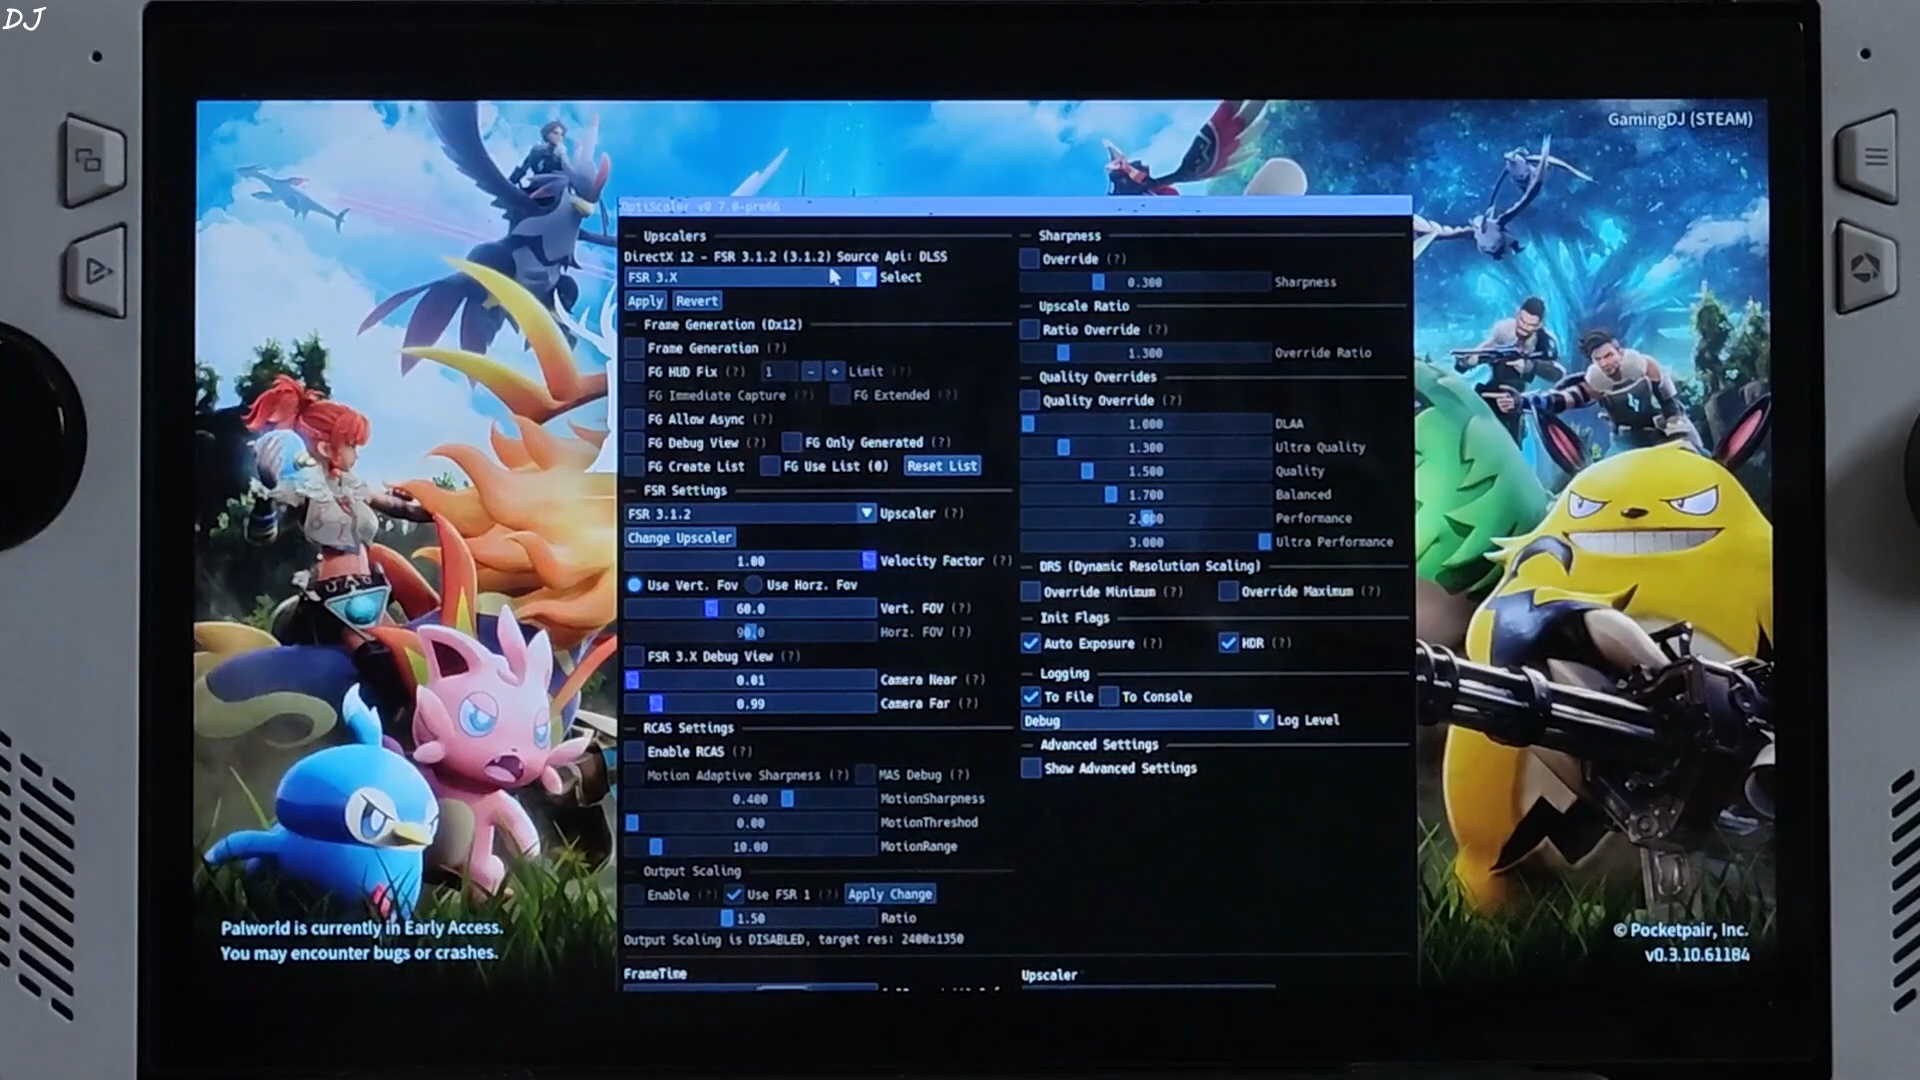 DJ
GamingDJ (STEAM)
OptiScaler v0.7.0-pre66
Upscalers
DirectX 12 - FSR 3.1.2 (3.1.2) Source Api: DLSS
FSR 3.X Select
Apply Revert
Frame Generation (Dx12)
Frame Generation (?)
FG HUD Fix (?) 1 - + Limit (?)
FG Immediate Capture (?) FG Extended (?)
FG Allow Async (?)
FG Debug View (?) FG Only Generated (?)
FG Create List FG Use List (0) Reset List
FSR Settings
FSR 3.1.2 Upscaler (?)
Change Upscaler
1.00 Velocity Factor (?)
Use Vert. Fov Use Horz. Fov
60.0 Vert. FOV (?)
90.0 Horz. FOV (?)
FSR 3.X Debug View (?)
0.01 Camera Near (?)
0.99 Camera Far (?)
RCAS Settings
Enable RCAS (?)
Motion Adaptive Sharpness (?) MAS Debug (?)
0.400 MotionSharpness
0.00 MotionThreshod
10.00 MotionRange
Output Scaling
Enable (?) Use FSR 1 (?) Apply Change
1.50 Ratio
Output Scaling is DISABLED, target res: 2400x1350
FrameTime
Sharpness
Override (?)
0.300 Sharpness
Upscale Ratio
Ratio Override (?)
1.300 Override Ratio
Quality Overrides
Quality Override (?)
1.000 DLAA
1.300 Ultra Quality
1.500 Quality
1.700 Balanced
2.000 Performance
3.000 Ultra Performance
DRS (Dynamic Resolution Scaling)
Override Minimum (?) Override Maximum (?)
Init Flags
Auto Exposure (?) HDR (?)
Logging
To File To Console
Debug Log Level
Advanced Settings
Show Advanced Settings
Upscaler
Palworld is currently in Early Access.
You may encounter bugs or crashes.
© Pocketpair, Inc.
v0.3.10.61184